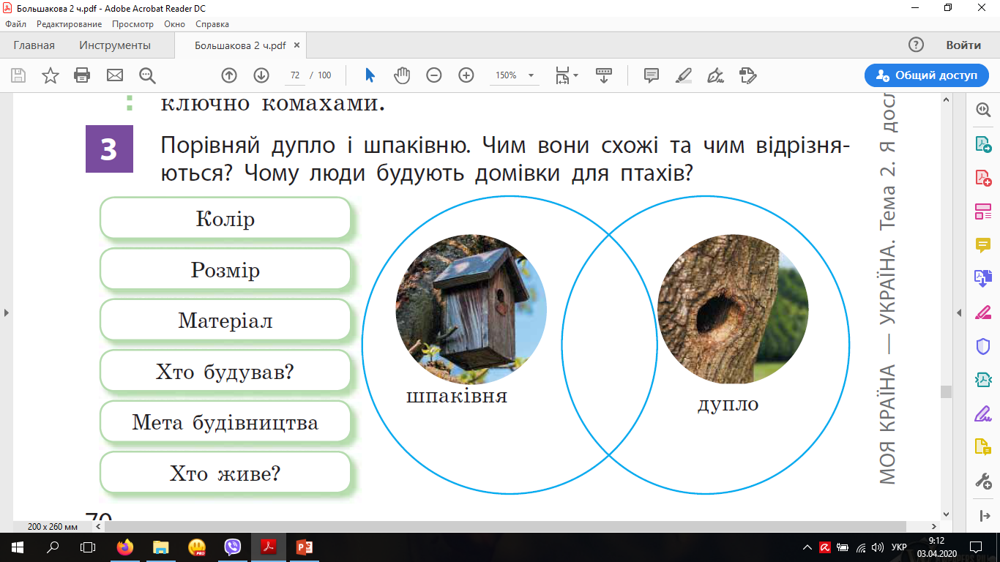 Большакова 2 ч.pdf - Adobe Acrobat Reader DC
Файл Редактирование Просмотр Окно Справка
Главная Инструменты Большакова 2 ч.pdf × Войти
72 / 100 150% Общий доступ
ключно комахами.
3 Порівняй дупло і шпаківню. Чим вони схожі та чим відрізня-
ються? Чому люди будують домівки для птахів?
Колір
Розмір
Матеріал
Хто будував?
Мета будівництва
Хто живе?
шпаківня
дупло
МОЯ КРАЇНА — УКРАЇНА. Тема 2. Я досл
70
200 x 260 мм
УКР
9:12
03.04.2020